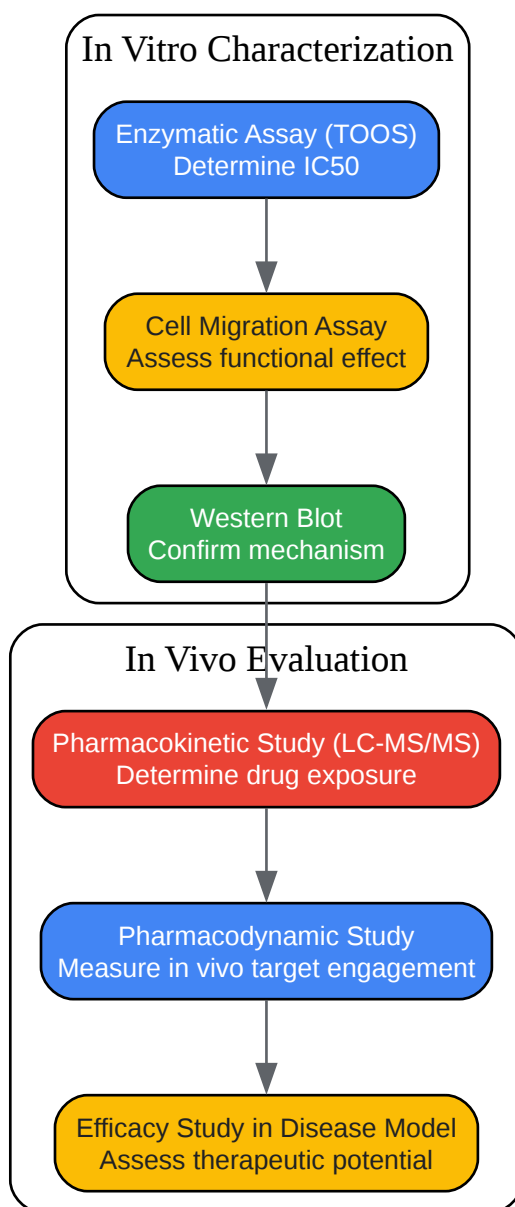 In Vitro Characterization
Enzymatic Assay (TOOS)
Determine IC50
Cell Migration Assay
Assess functional effect
Western Blot
Confirm mechanism
In Vivo Evaluation
Pharmacokinetic Study (LC-MS/MS)
Determine drug exposure
Pharmacodynamic Study
Measure in vivo target engagement
Efficacy Study in Disease Model
Assess therapeutic potential